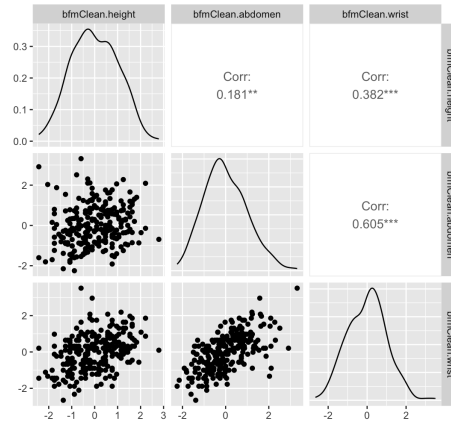 bfmClean.height bfmClean.abdomen bfmClean.wrist
0.3
0.2
0.1
0.0
Corr:
0.181**
Corr:
0.382***
2
0
-2
Corr:
0.605***
2
0
-2
-2 -1 0 1 2 3
-2 0 2
-2 0 2